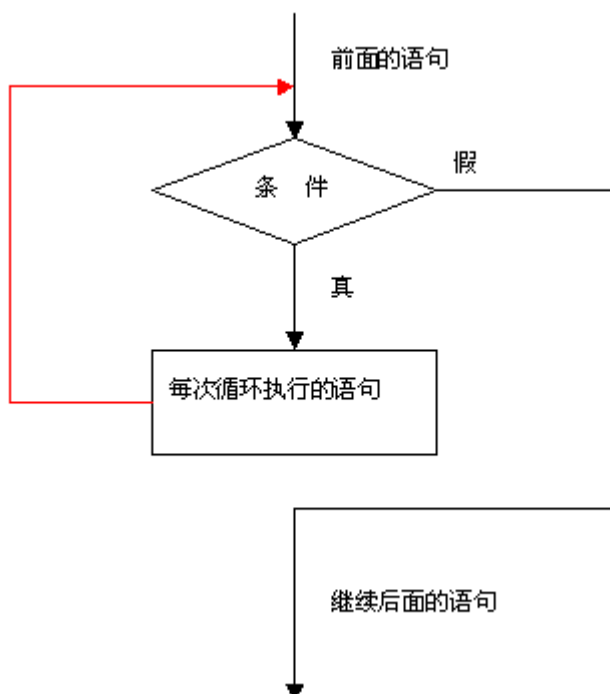 前面的语句
假
条 件
真
每次循环执行的语句
继续后面的语句